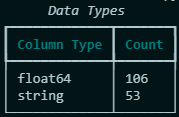 Data Types
Column Type Count
float64 106
string 53